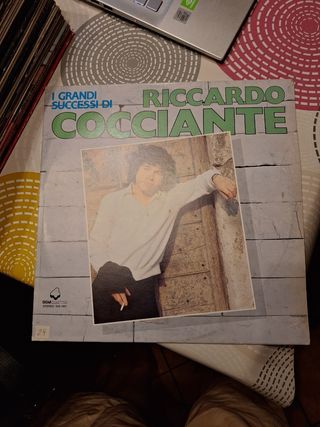 I GRANDI
SUCCESSI DI
RICCARDO
COCCIANTE